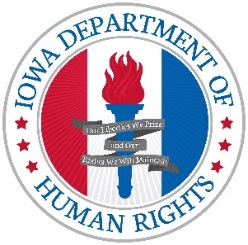 IOWA DEPARTMENT OF
Our Liberties We Prize
and Our
Rights We Will Maintain
HUMAN RIGHTS